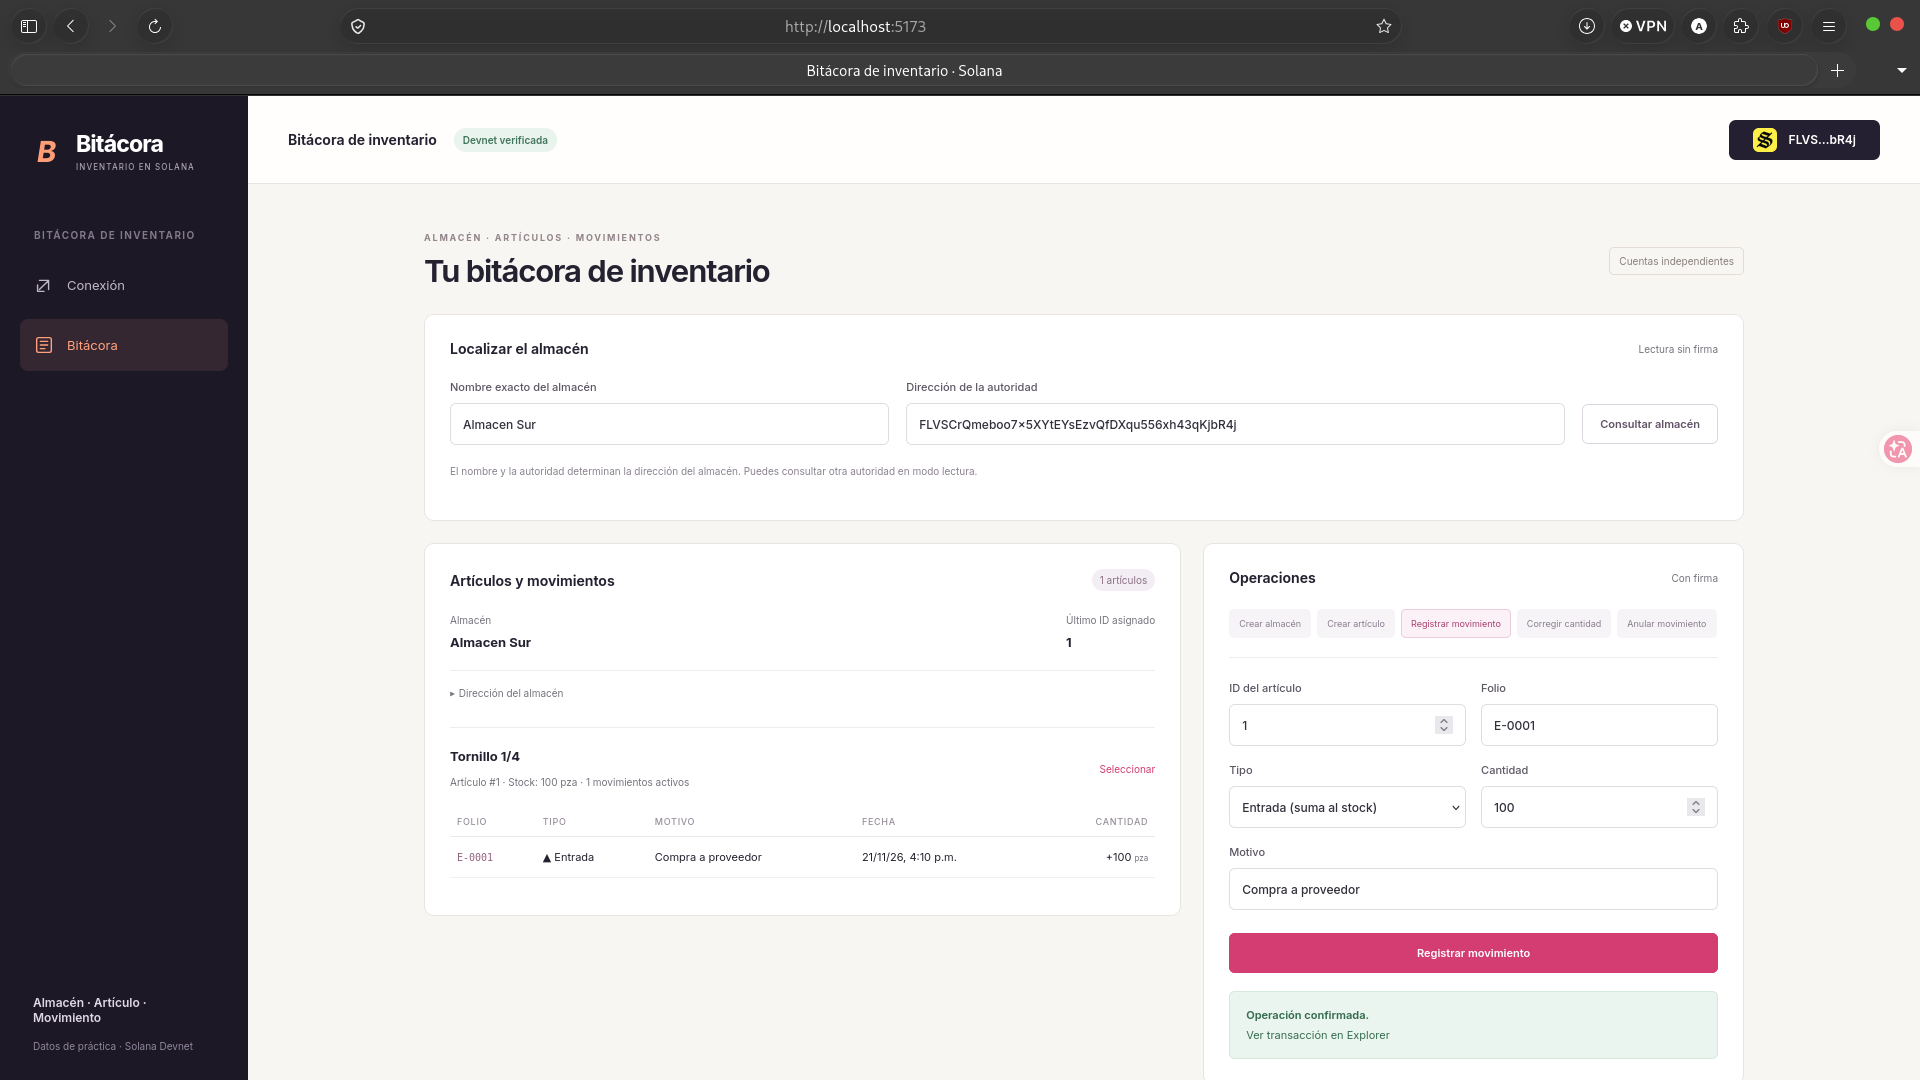 http://localhost:5173
VPN
Bitácora de inventario · Solana
B
Bitácora
INVENTARIO EN SOLANA
BITÁCORA DE INVENTARIO
Conexión
Bitácora
Almacén · Artículo ·
Movimiento
Datos de práctica · Solana Devnet
Bitácora de inventario
Devnet verificada
FLVS...bR4j
ALMACÉN · ARTÍCULOS · MOVIMIENTOS
Tu bitácora de inventario
Cuentas independientes
Localizar el almacén
Lectura sin firma
Nombre exacto del almacén
Dirección de la autoridad
Almacen Sur
FLVSCrQmeboo7x5XYtEYsEzvQfDXqu556xh43qKjbR4j
Consultar almacén
El nombre y la autoridad determinan la dirección del almacén. Puedes consultar otra autoridad en modo lectura.
Artículos y movimientos
1 artículos
Almacén
Último ID asignado
Almacen Sur
1
▸ Dirección del almacén
Tornillo 1/4
Artículo #1 · Stock: 100 pza · 1 movimientos activos
Seleccionar
FOLIO TIPO MOTIVO FECHA CANTIDAD
E-0001 ▲ Entrada Compra a proveedor 21/11/26, 4:10 p.m. +100 pza
Operaciones
Con firma
Crear almacén
Crear artículo
Registrar movimiento
Corregir cantidad
Anular movimiento
ID del artículo
Folio
1
E-0001
Tipo
Cantidad
Entrada (suma al stock)
100
Motivo
Compra a proveedor
Registrar movimiento
Operación confirmada.
Ver transacción en Explorer